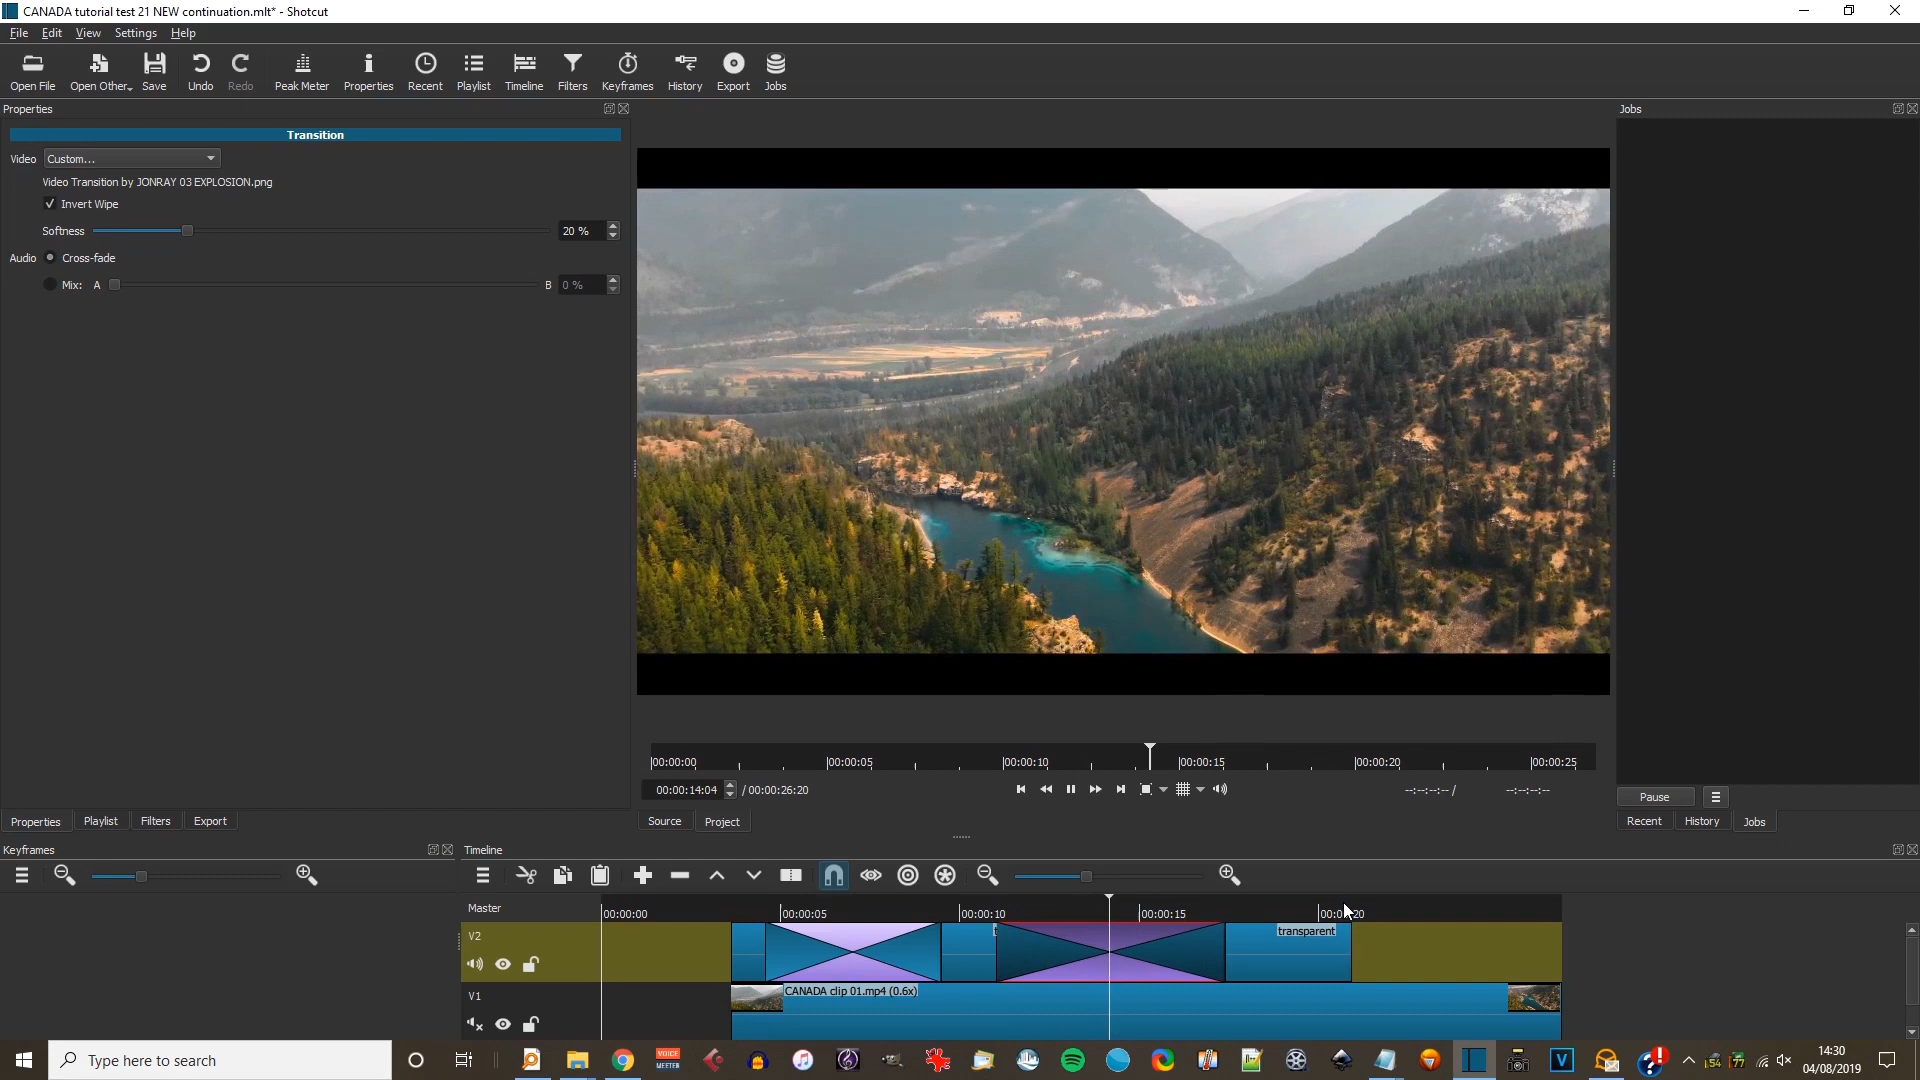 CANADA tutorial test 21 NEW continuation.mlt* - Shotcut
File Edit View Settings Help
Open File Open Other... Save Undo Redo Peak Meter Properties Recent Playlist Timeline Filters Keyframes History Export Jobs
Properties
Transition
Video Custom...
Video Transition by JONRAY 03 EXPLOSION.png
Invert Wipe
Softness 20 %
Audio Cross-fade
Mix: A B 0 %
Jobs
00:00:00 00:00:05 00:00:10 00:00:15 00:00:20 00:00:25
00:00:14:04 / 00:00:26:20 --:--:--:-- / --:--:--:--
Source Project
Pause
Recent History Jobs
Properties Playlist Filters Export
Keyframes
Timeline
Master
00:00:00 00:00:05 00:00:10 00:00:15
V2
transparent
V1
CANADA clip 01.mp4 (0.6x)
Type here to search
VOICE
MEETER
54
77
V
14:30
04/08/2019